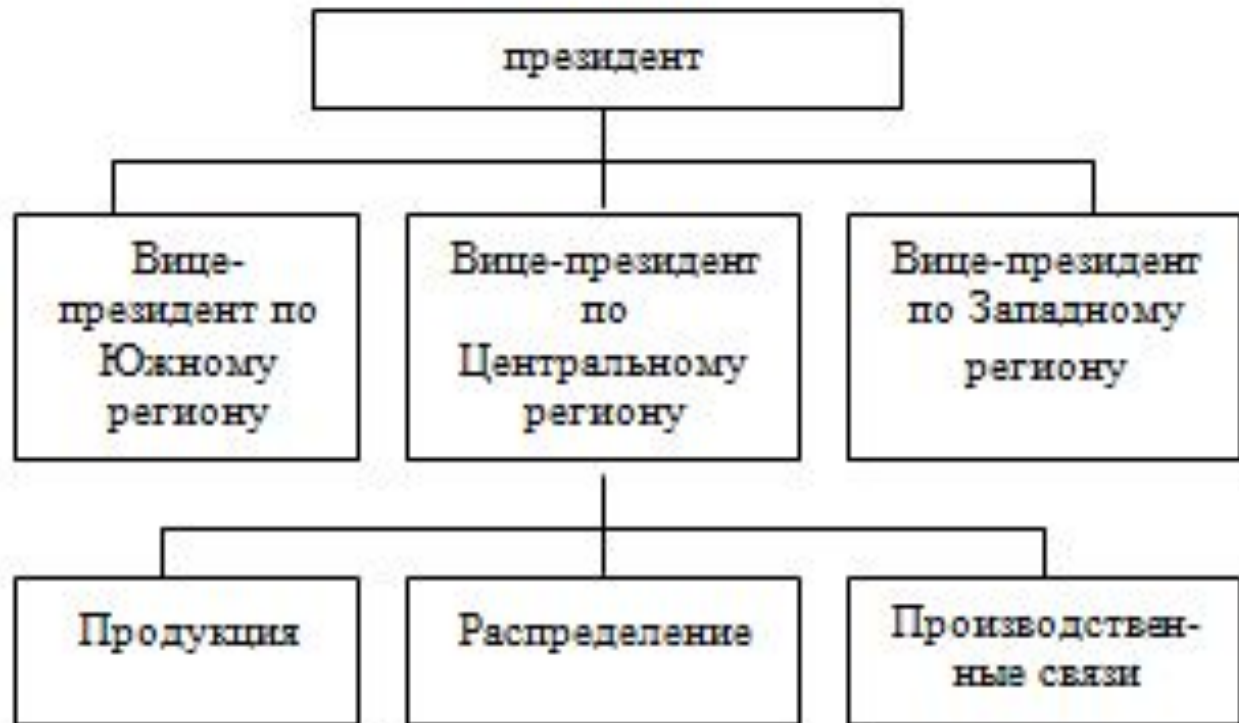 президент
Вице-
президент по
Южному
региону
Вице-президент
по
Центральному
региону
Вице-президент
по Западному
региону
Продукция
Распределение
Производствен-
ные связи